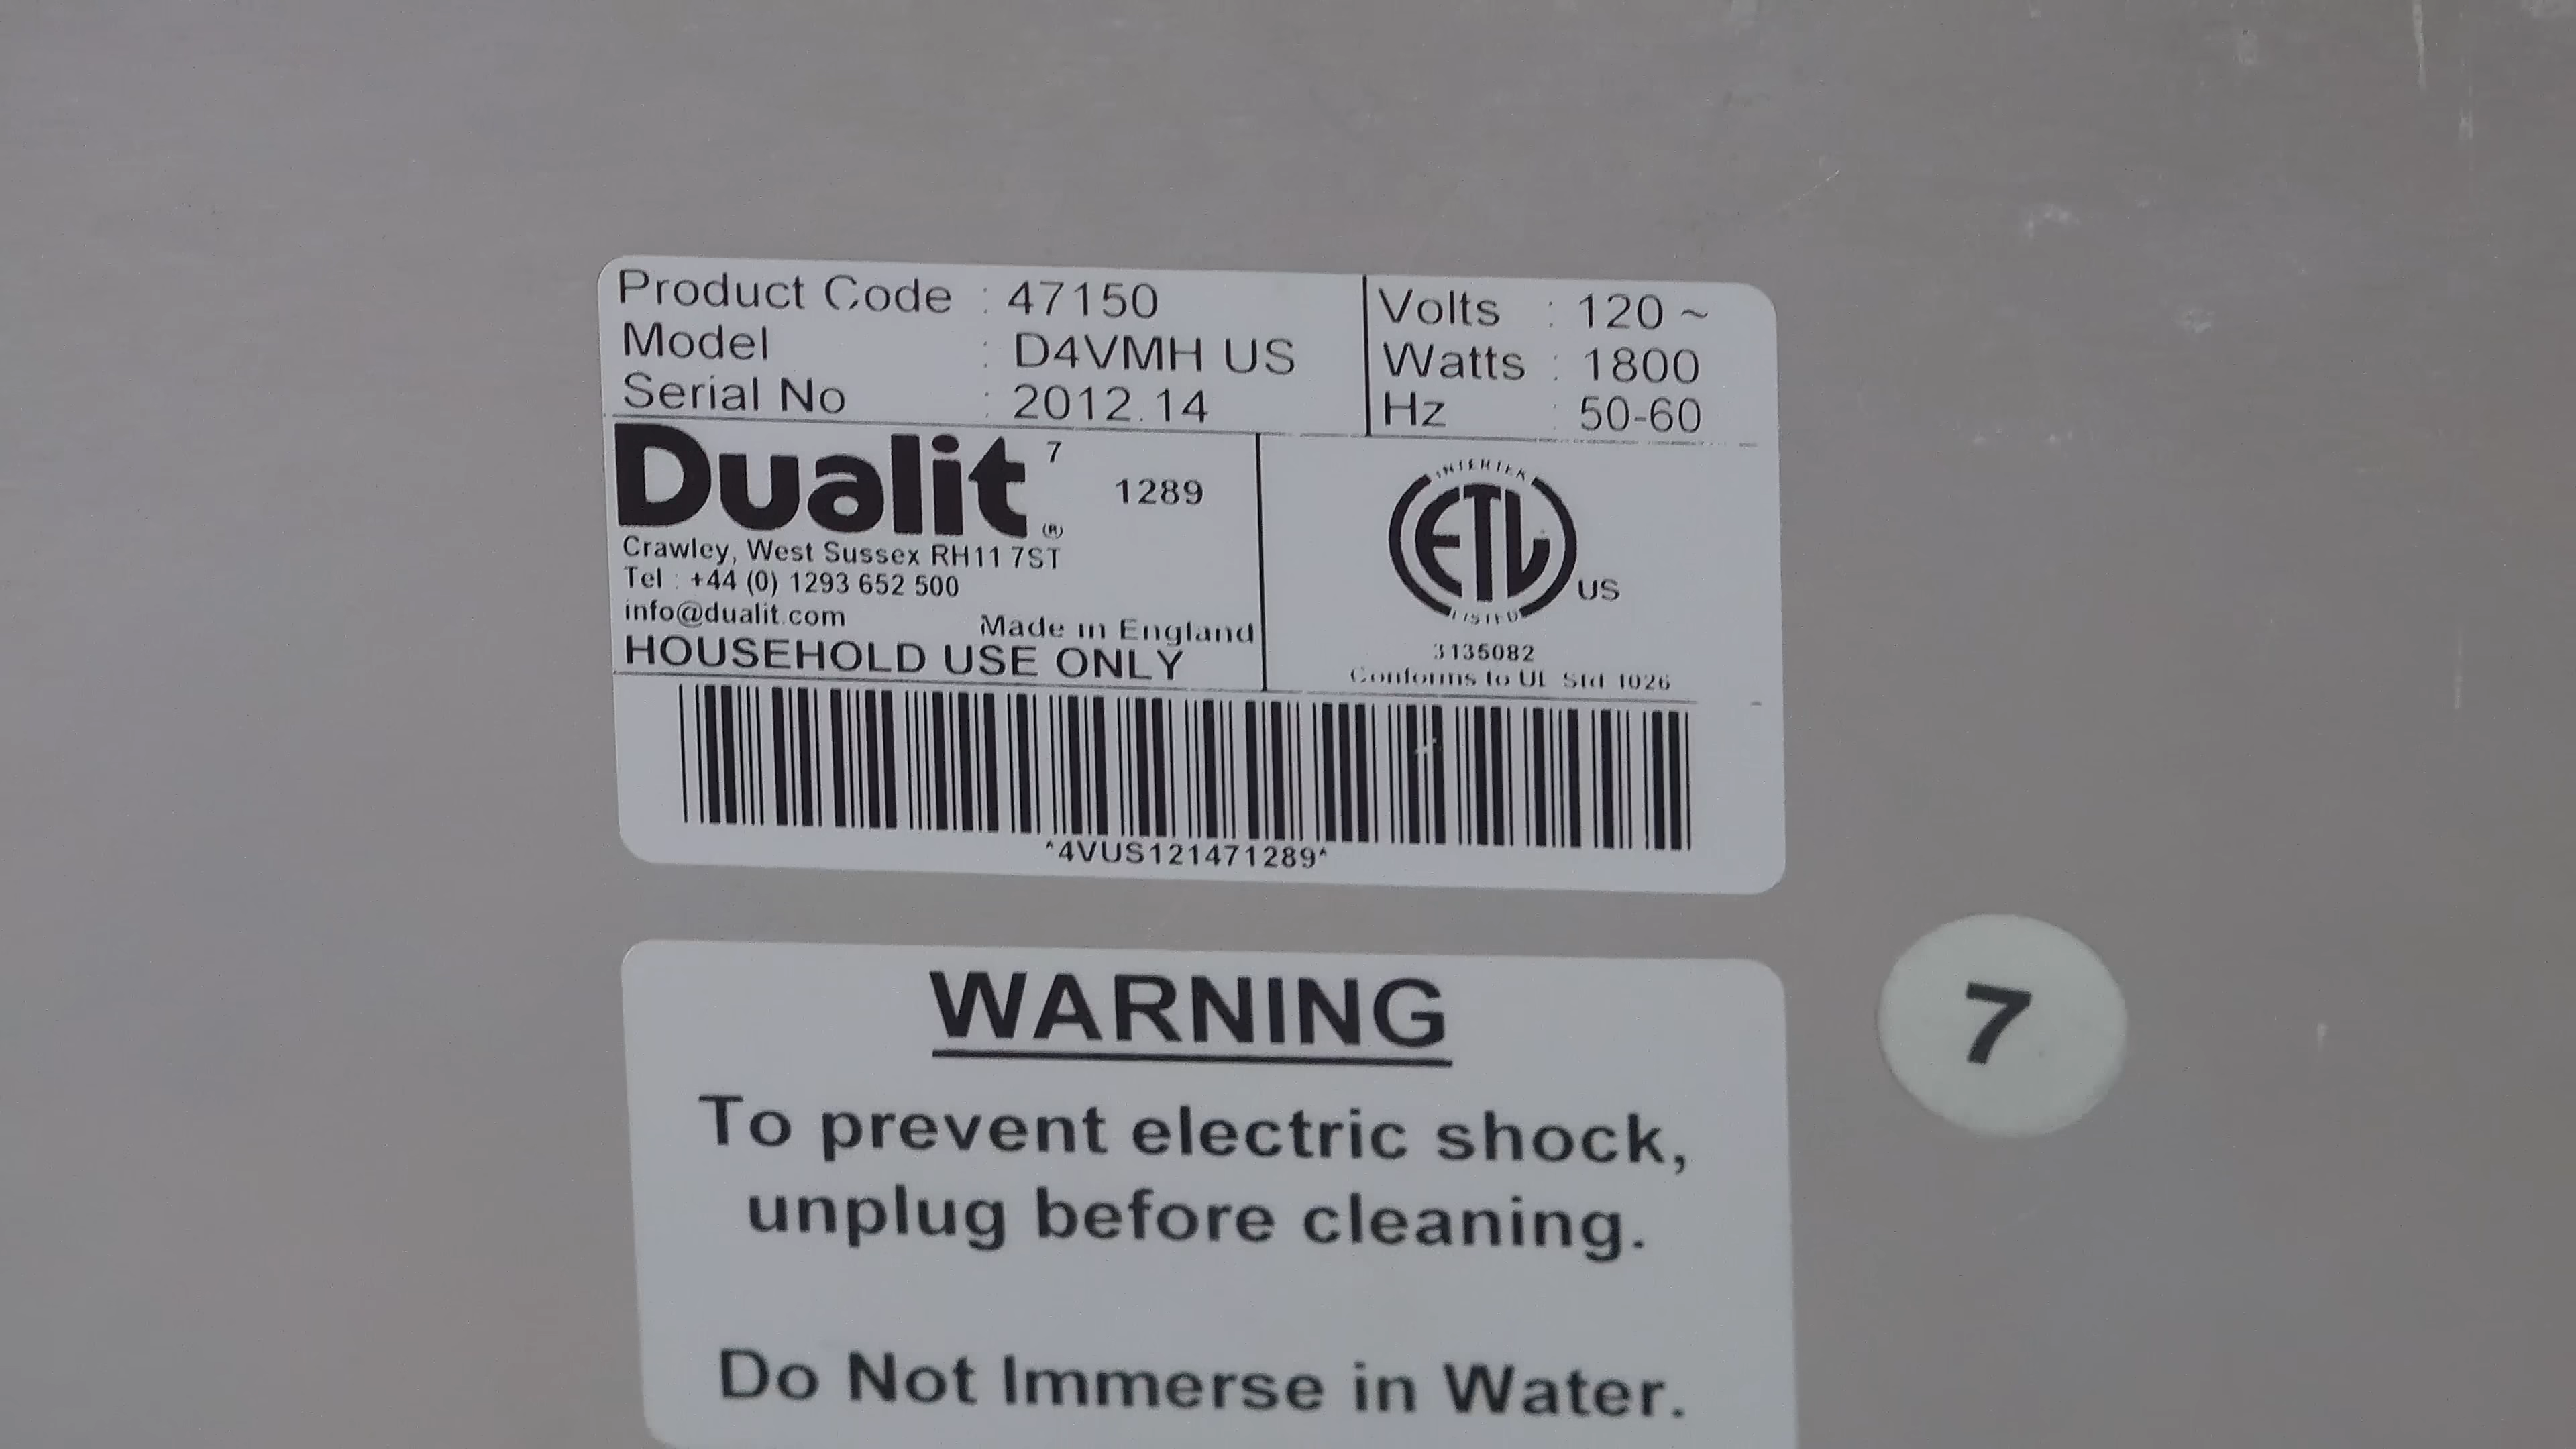 Product Code : 47150
Model : D4VMH US
Serial No : 2012.14
Volts : 120 ~
Watts : 1800
Hz : 50-60
Dualit ® 7 1289
Crawley, West Sussex RH11 7ST
Tel : +44 (0) 1293 652 500
info@dualit.com
Made in England
HOUSEHOLD USE ONLY
INTERTEK
ETL
US
LISTED
3135082
Conforms to UL Std 1026
*4VUS121471289*
WARNING
To prevent electric shock,
unplug before cleaning.
Do Not Immerse in Water.
7